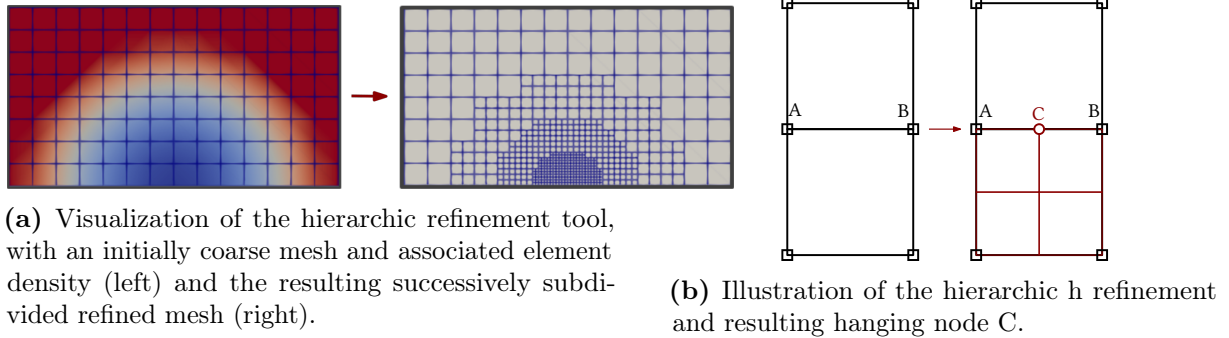 A
B
A
C
B
(a) Visualization of the hierarchic refinement tool,
with an initially coarse mesh and associated element
density (left) and the resulting successively subdi-
vided refined mesh (right).
(b) Illustration of the hierarchic h refinement
and resulting hanging node C.